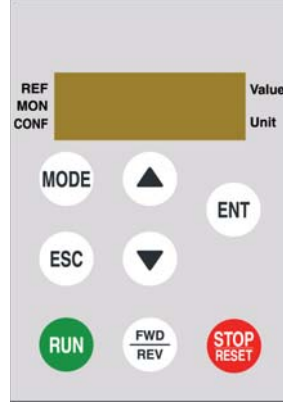 REF
MON
CONF
Value
Unit
MODE
ENT
ESC
RUN
FWD
REV
STOP
RESET